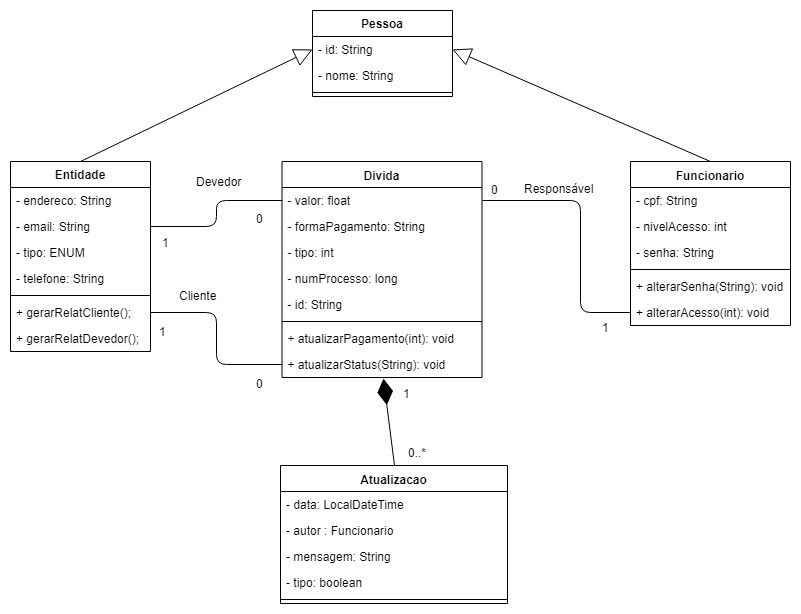 Pessoa
- id: String
- nome: String
Entidade
- endereco: String
- email: String
- tipo: ENUM
- telefone: String
+ gerarRelatCliente();
+ gerarRelatDevedor();
Devedor
1
0
Cliente
1
0
Divida
- valor: float
- formaPagamento: String
- tipo: int
- numProcesso: long
- id: String
+ atualizarPagamento(int): void
+ atualizarStatus(String): void
0
Responsável
1
Funcionario
- cpf: String
- nivelAcesso: int
- senha: String
+ alterarSenha(String): void
+ alterarAcesso(int): void
1
0..*
Atualizacao
- data: LocalDateTime
- autor : Funcionario
- mensagem: String
- tipo: boolean